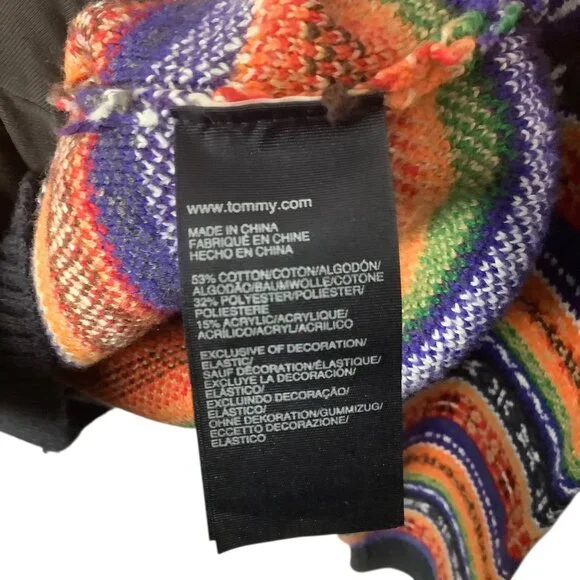 www.tommy.com
MADE IN CHINA
FABRIQUÉ EN CHINE
HECHO EN CHINA
53% COTTON/COTON/ALGODÓN/
ALGODÃO/BAUMWOLLE/COTONE
32% POLYESTER/POLIÉSTER/
POLIESTERE
15% ACRYLIC/ACRYLIQUE/
ACRÍLICO/ACRYL/ACRILICO
EXCLUSIVE OF DECORATION/
ELASTIC/
SAUF DÉCORATION/ÉLASTIQUE/
EXCLUYE LA DECORACIÓN/
ELÁSTICO/
EXCLUINDO DECORAÇÃO/
ELÁSTICO/
OHNE DEKORATION/GUMMIZUG/
ECCETTO DECORAZIONE/
ELASTICO